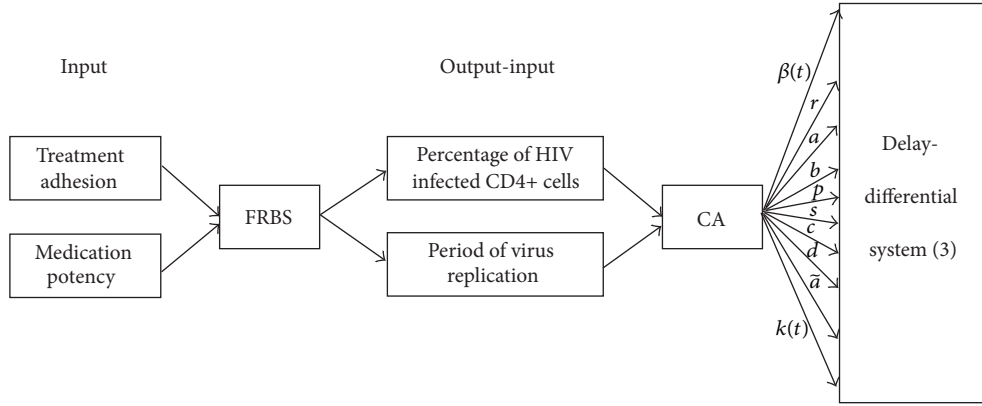 Input
Output-input
Treatment
adhesion
Medication
potency
FRBS
Percentage of HIV
infected CD4+ cells
Period of virus
replication
CA
β(t)
r
a
b
p
s
c
d
ã
k(t)
Delay-
differential
system (3)